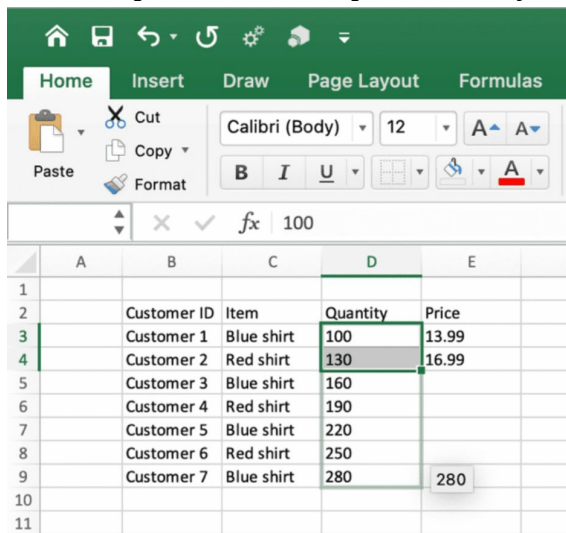 Home Insert Draw Page Layout Formulas
Cut
Calibri (Body) 12 A A
Copy
Paste
Format
B I U A
fx 100
A B C D E
1
2 Customer ID Item Quantity Price
3 Customer 1 Blue shirt 100 13.99
4 Customer 2 Red shirt 130 16.99
5 Customer 3 Blue shirt 160
6 Customer 4 Red shirt 190
7 Customer 5 Blue shirt 220
8 Customer 6 Red shirt 250
9 Customer 7 Blue shirt 280 280
10
11